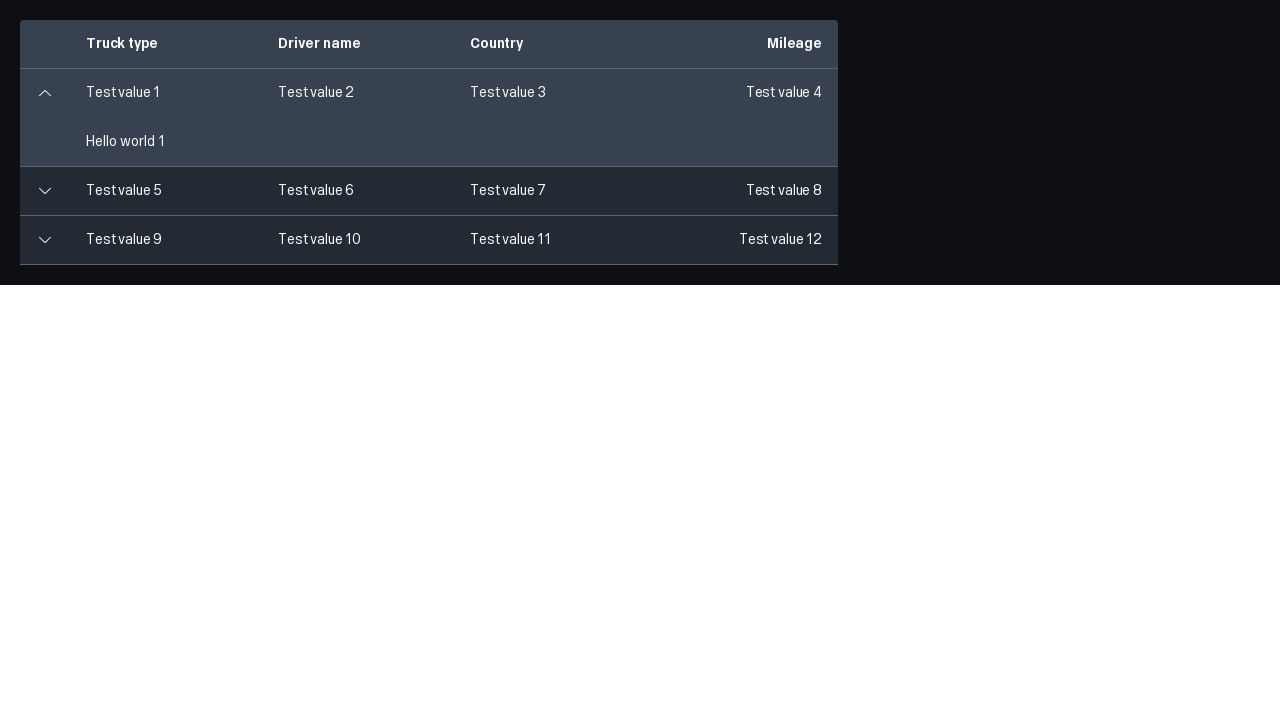 Truck type Driver name Country Mileage
Test value 1 Test value 2 Test value 3 Test value 4
Hello world 1
Test value 5 Test value 6 Test value 7 Test value 8
Test value 9 Test value 10 Test value 11 Test value 12